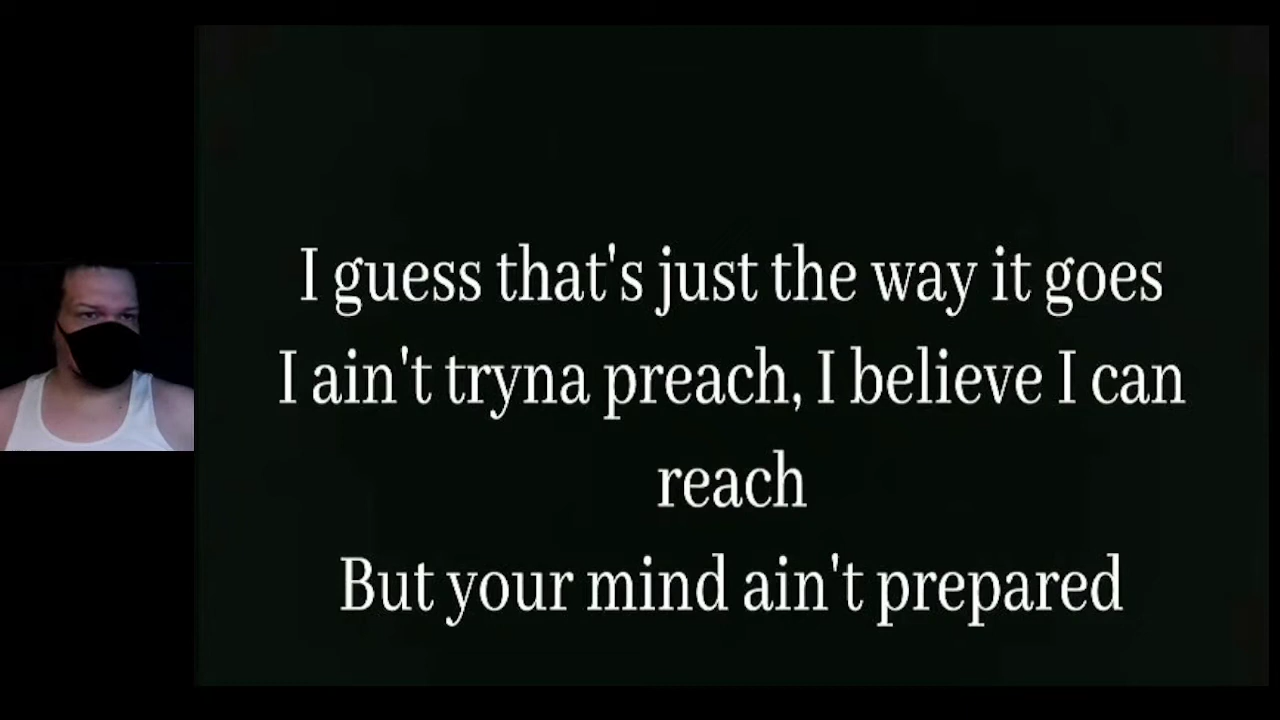 I guess that's just the way it goes
I ain't tryna preach, I believe I can
reach
But your mind ain't prepared